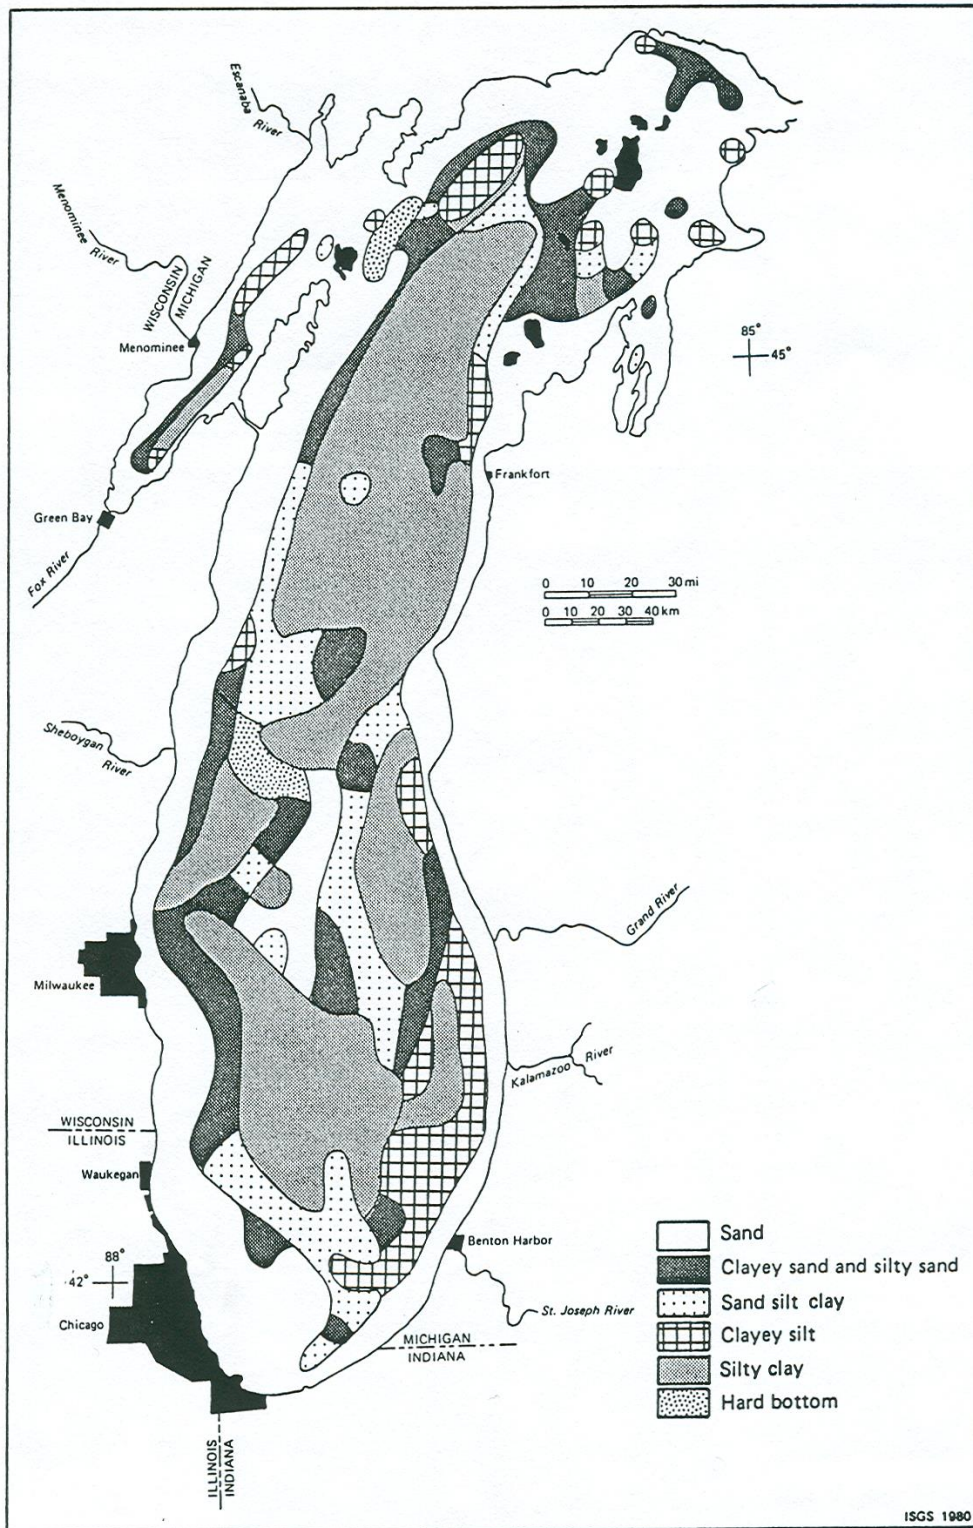 Escanaba
River
Menominee
River
WISCONSIN
MICHIGAN
Menominee
85°
45°
Frankfort
Green Bay
Fox River
0 10 20 30 mi
0 10 20 30 40 km
Sheboygan
River
Grand River
Milwaukee
Kalamazoo River
WISCONSIN
ILLINOIS
Waukegan
Benton Harbor
88°
42°
Chicago
St. Joseph River
MICHIGAN
INDIANA
ILLINOIS
INDIANA
Sand
Clayey sand and silty sand
Sand silt clay
Clayey silt
Silty clay
Hard bottom
ISGS 1980